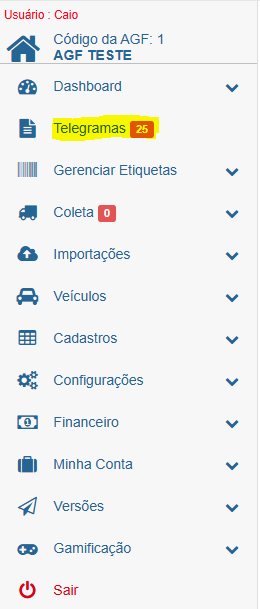 Usuário : Caio
Código da AGF: 1
AGF TESTE
Dashboard
Telegramas 25
Gerenciar Etiquetas
Coleta 0
Importações
Veículos
Cadastros
Configurações
Financeiro
Minha Conta
Versões
Gamificação
Sair